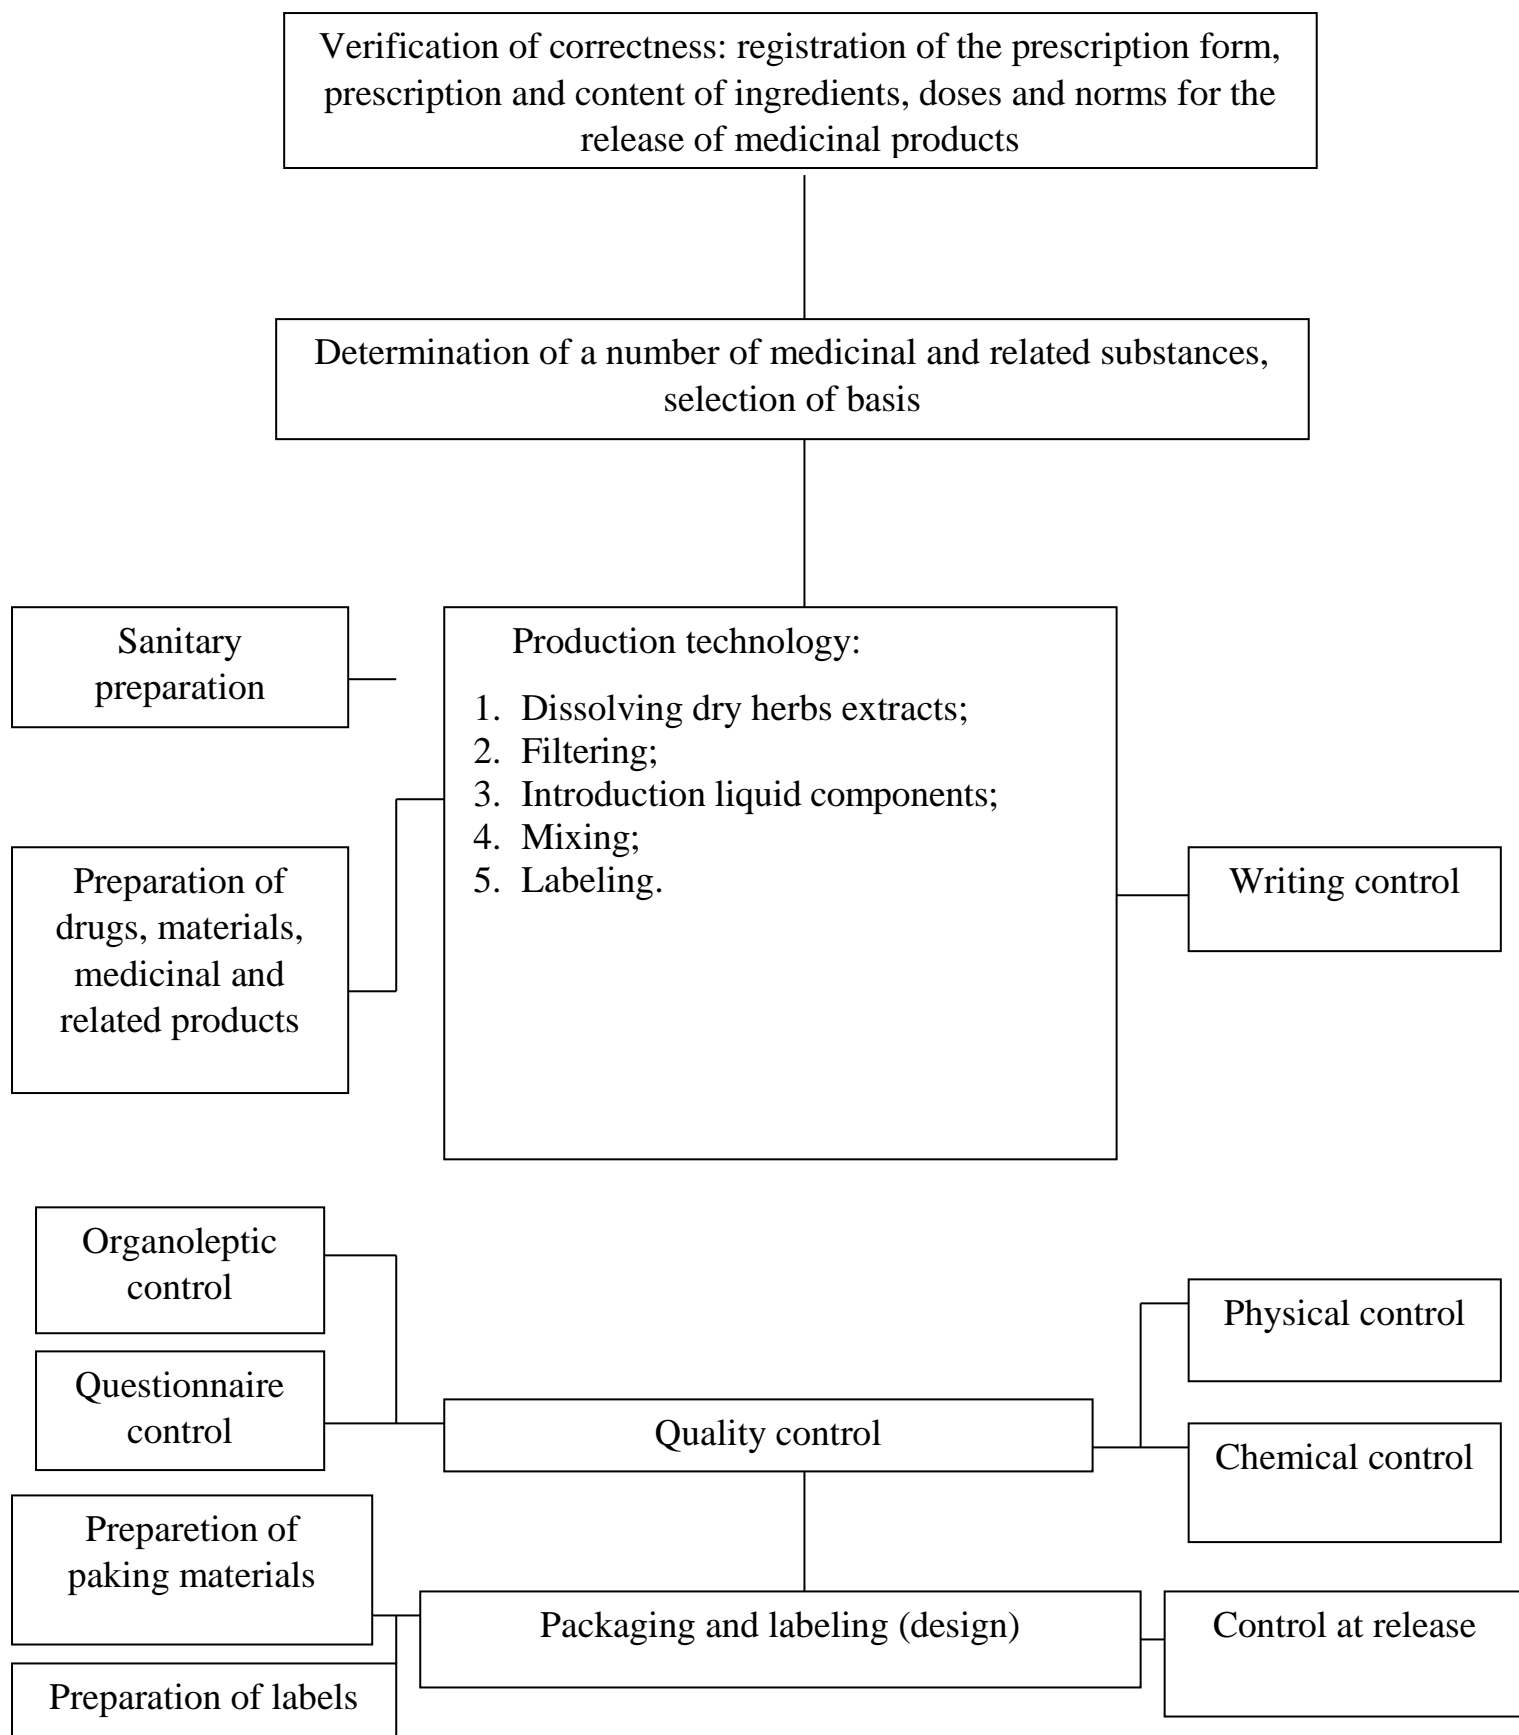 Verification of correctness: registration of the prescription form,
prescription and content of ingredients, doses and norms for the
release of medicinal products
Determination of a number of medicinal and related substances,
selection of basis
Sanitary
preparation
Production technology:
1. Dissolving dry herbs extracts;
2. Filtering;
3. Introduction liquid components;
4. Mixing;
5. Labeling.
Preparation of
drugs, materials,
medicinal and
related products
Writing control
Organoleptic
control
Physical control
Questionnaire
control
Quality control
Chemical control
Preparetion of
paking materials
Packaging and labeling (design)
Control at release
Preparation of labels